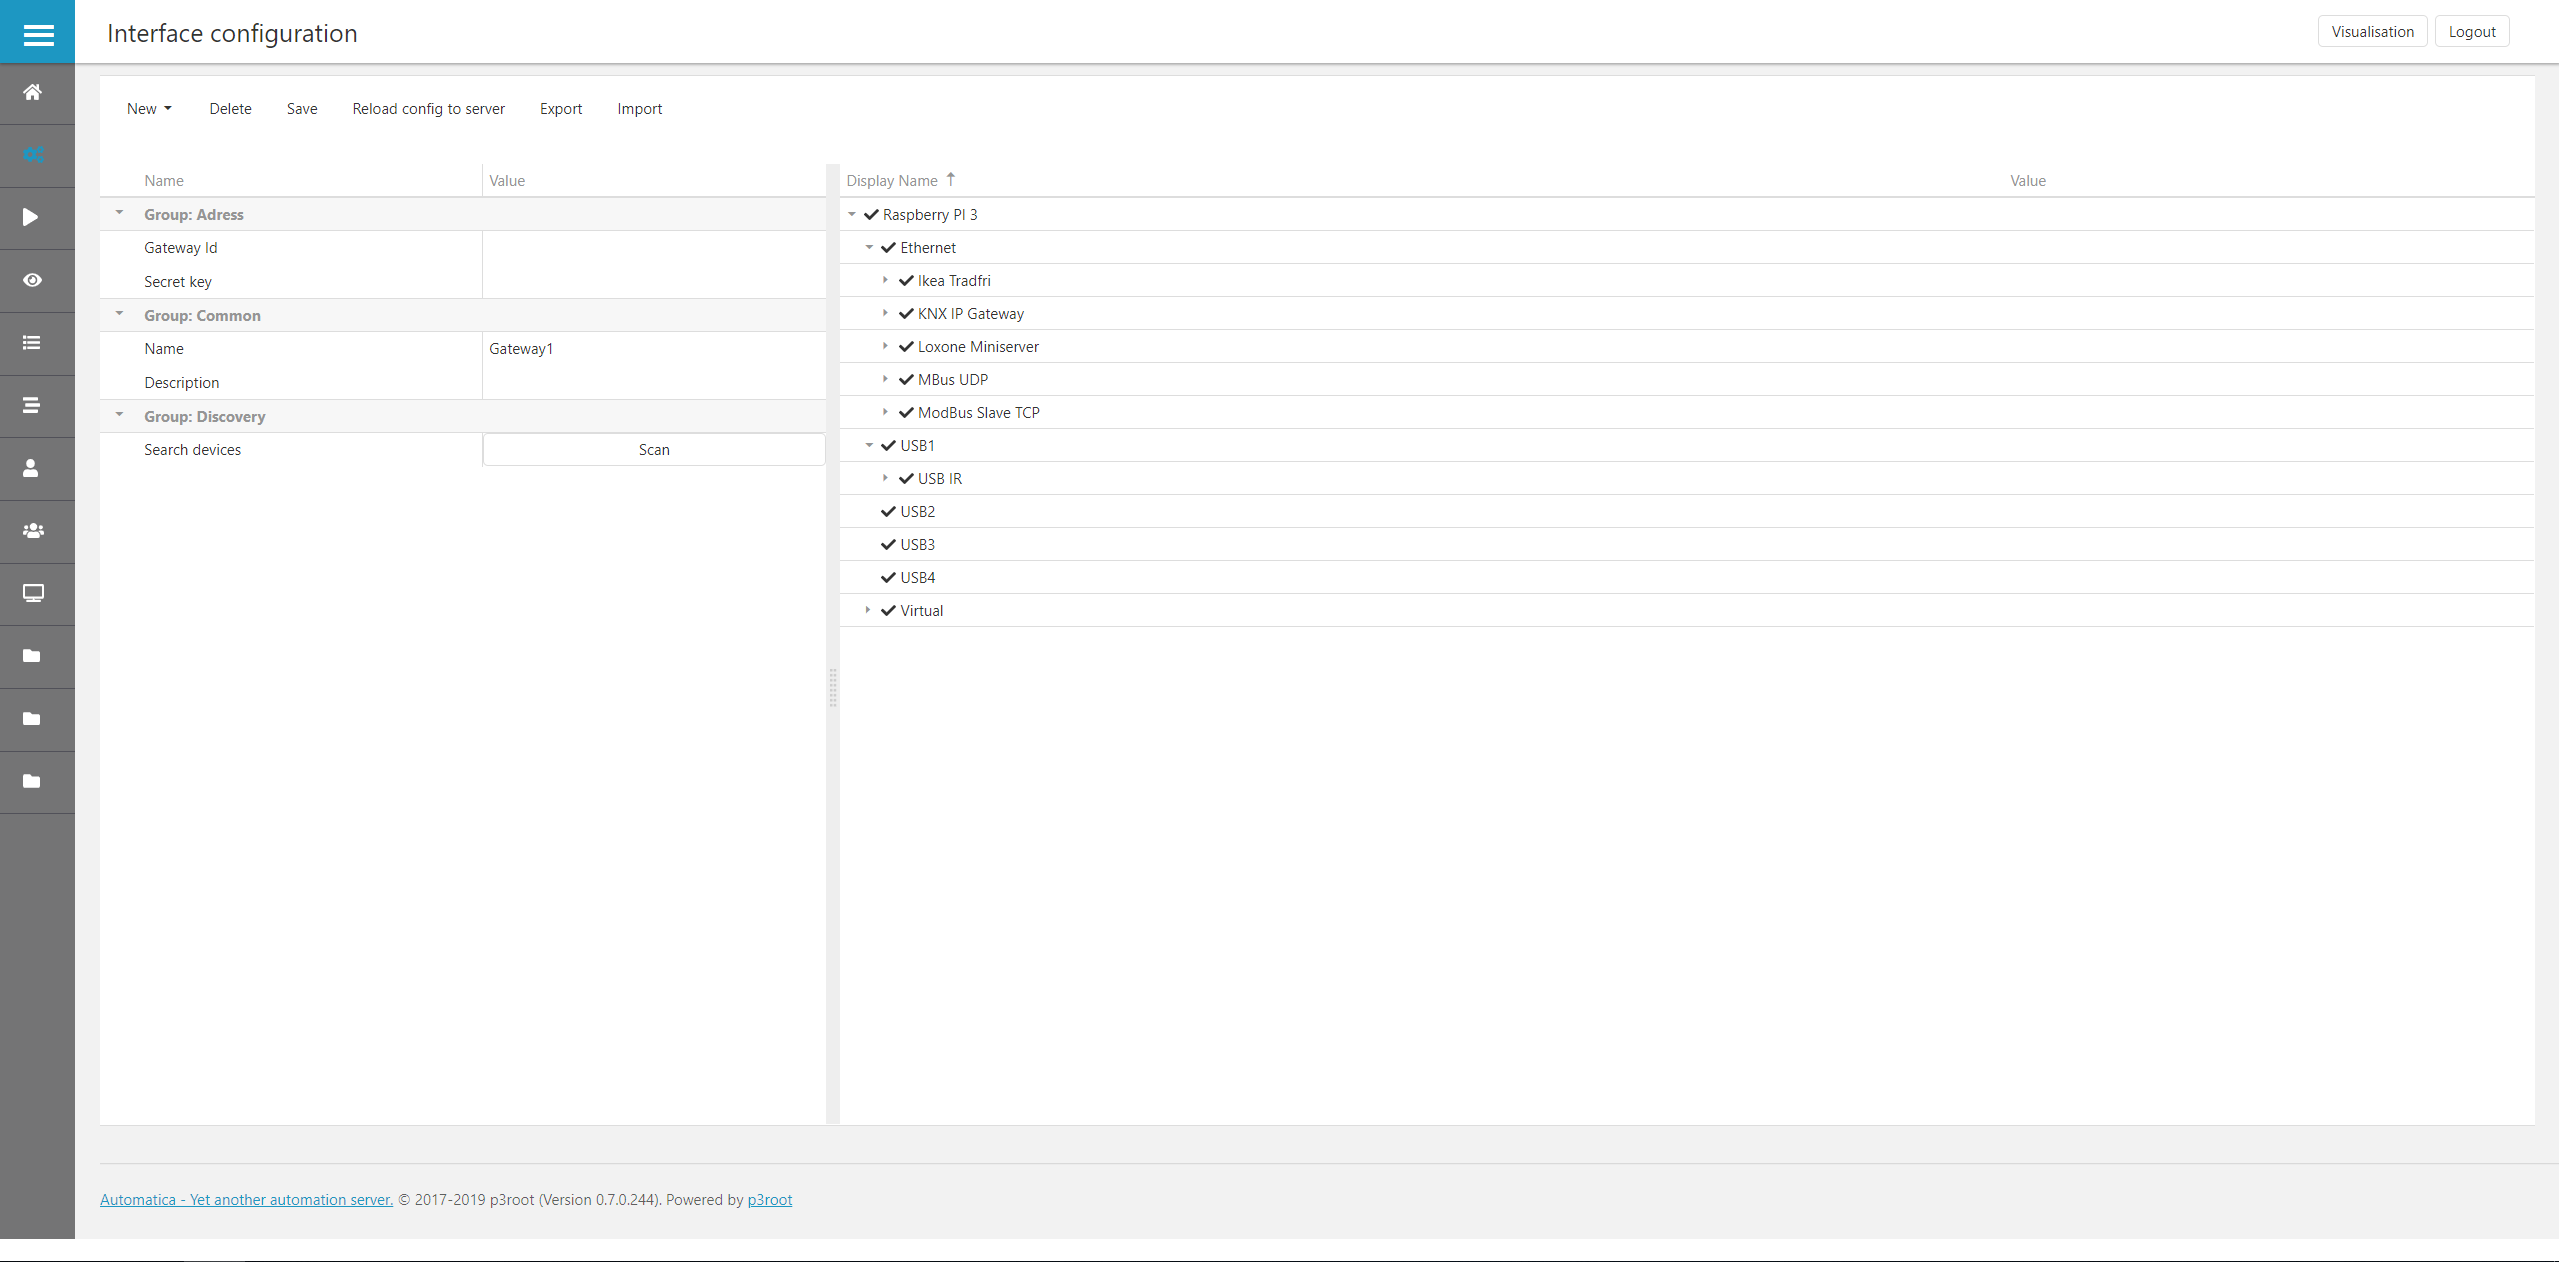 Interface configuration
Visualisation
Logout
New
Delete
Save
Reload config to server
Export
Import
Name
Value
Group: Adress
Gateway Id
Secret key
Group: Common
Name
Gateway1
Description
Group: Discovery
Search devices
Scan
Display Name
Value
Raspberry PI 3
Ethernet
Ikea Tradfri
KNX IP Gateway
Loxone Miniserver
MBus UDP
ModBus Slave TCP
USB1
USB IR
USB2
USB3
USB4
Virtual
Automatica - Yet another automation server. © 2017-2019 p3root (Version 0.7.0.244). Powered by p3root